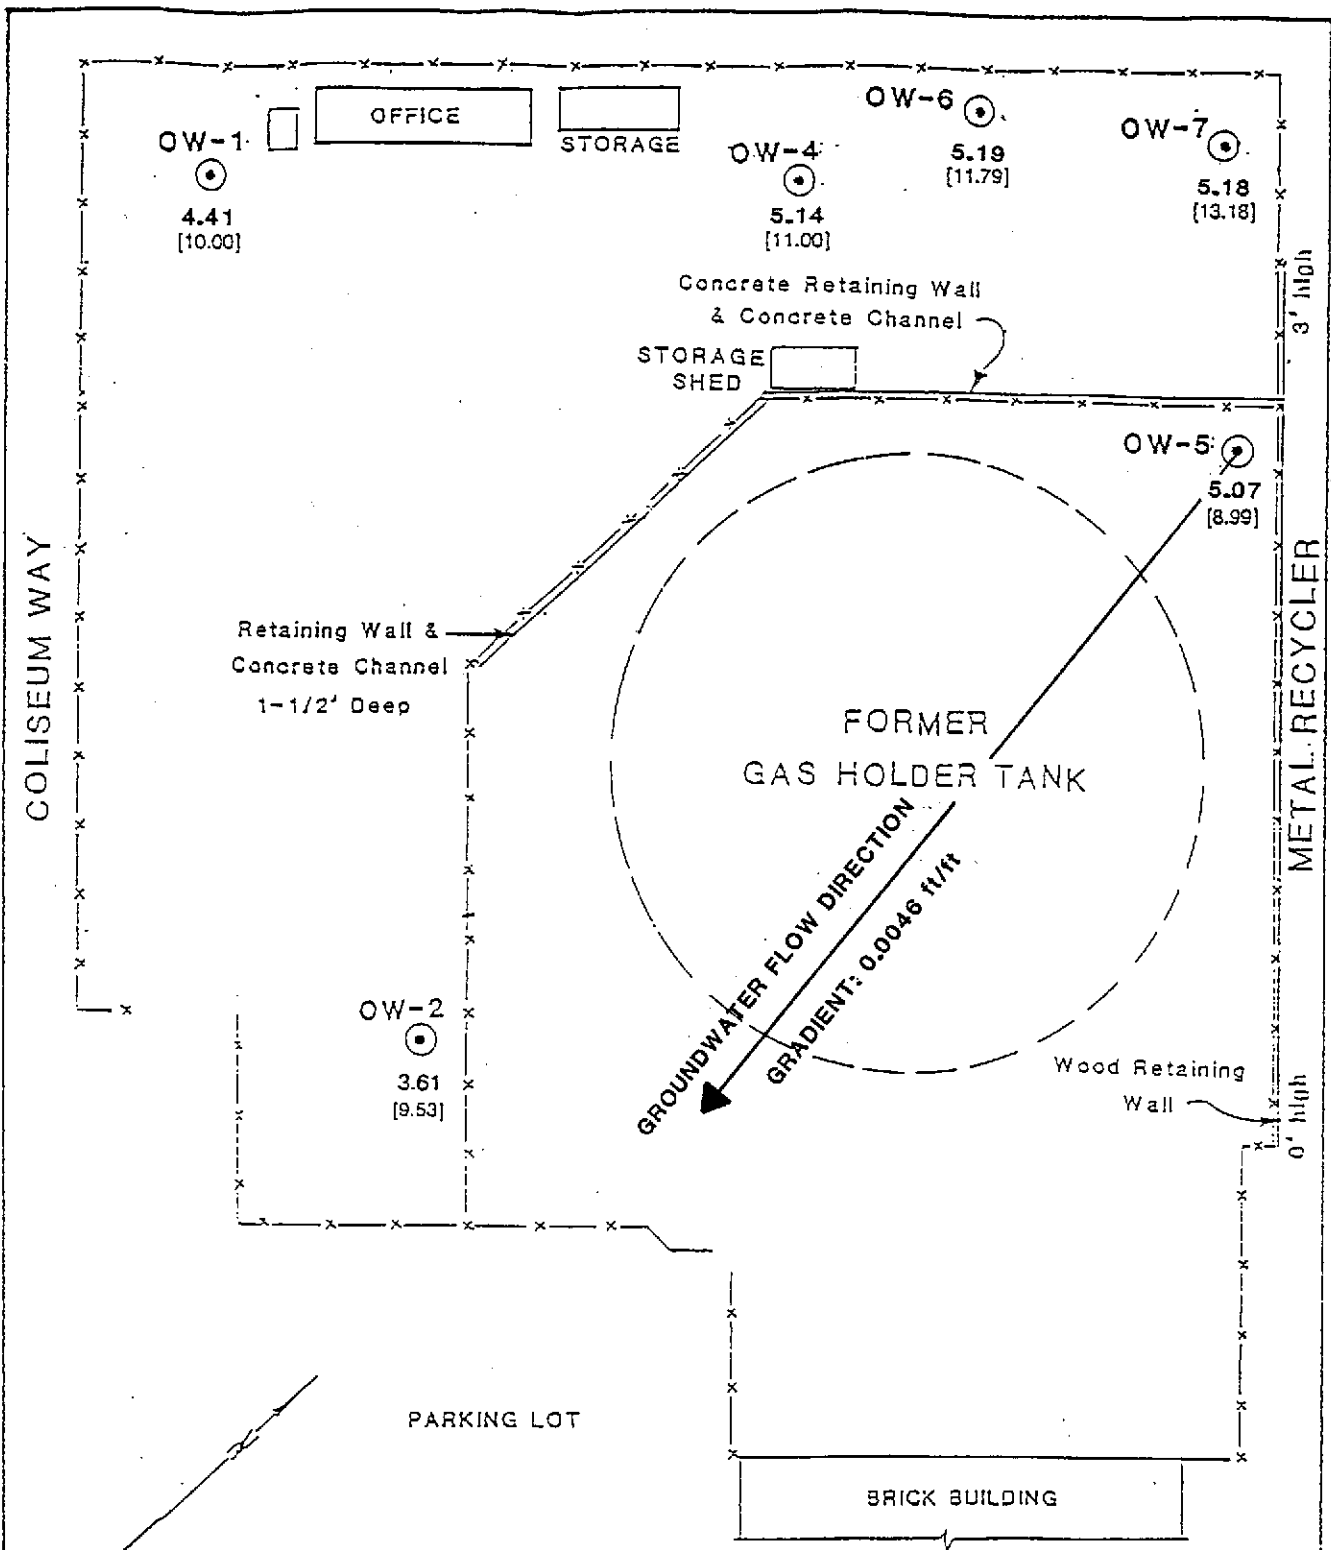 OFFICE
STORAGE
OW-1
4.41
[10.00]
OW-4
5.14
[11.00]
OW-6
5.19
[11.79]
OW-7
5.18
[13.18]
3' high
Concrete Retaining Wall
& Concrete Channel
STORAGE
SHED
OW-5
5.07
[8.99]
COLISEUM WAY
METAL RECYCLER
Retaining Wall &
Concrete Channel
1-1/2' Deep
FORMER
GAS HOLDER TANK
GROUNDWATER FLOW DIRECTION
GRADIENT: 0.0046 ft/ft
OW-2
3.61
[9.53]
Wood Retaining
Wall
0' high
PARKING LOT
BRICK BUILDING